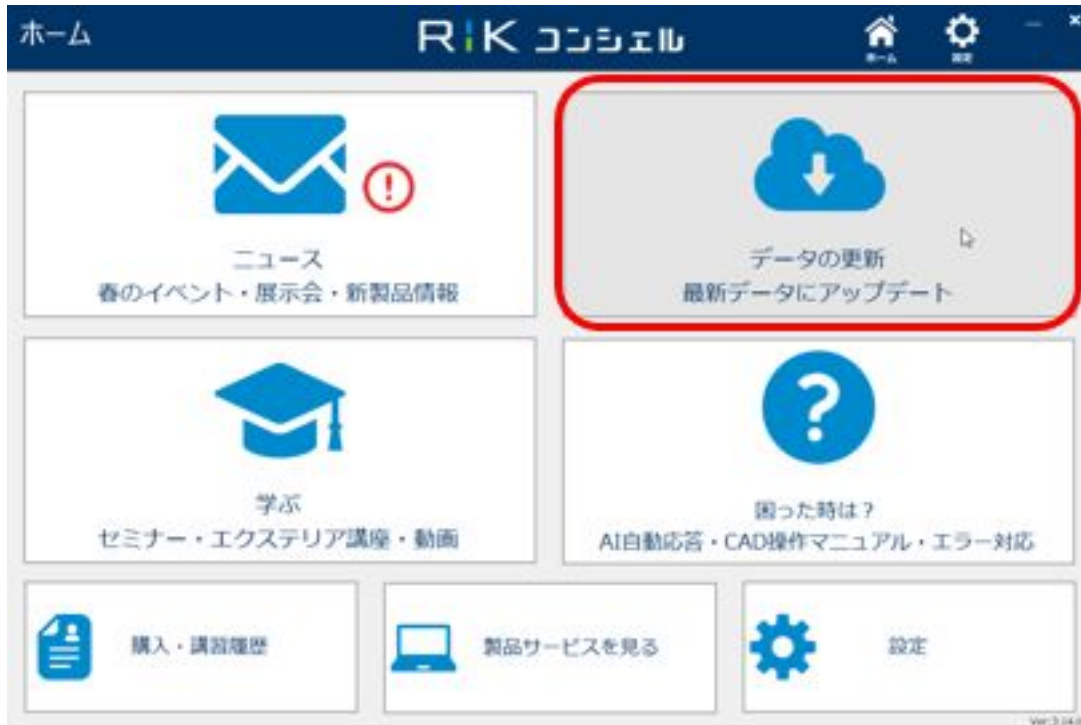 ホーム
RiK コンシェル
ホーム
設定
!
ニュース
春のイベント・展示会・新製品情報
データの更新
最新データにアップデート
学ぶ
セミナー・エクステリア講座・動画
?
困った時は?
AI自動応答・CAD操作マニュアル・エラー対応
購入・講習履歴
製品サービスを見る
設定